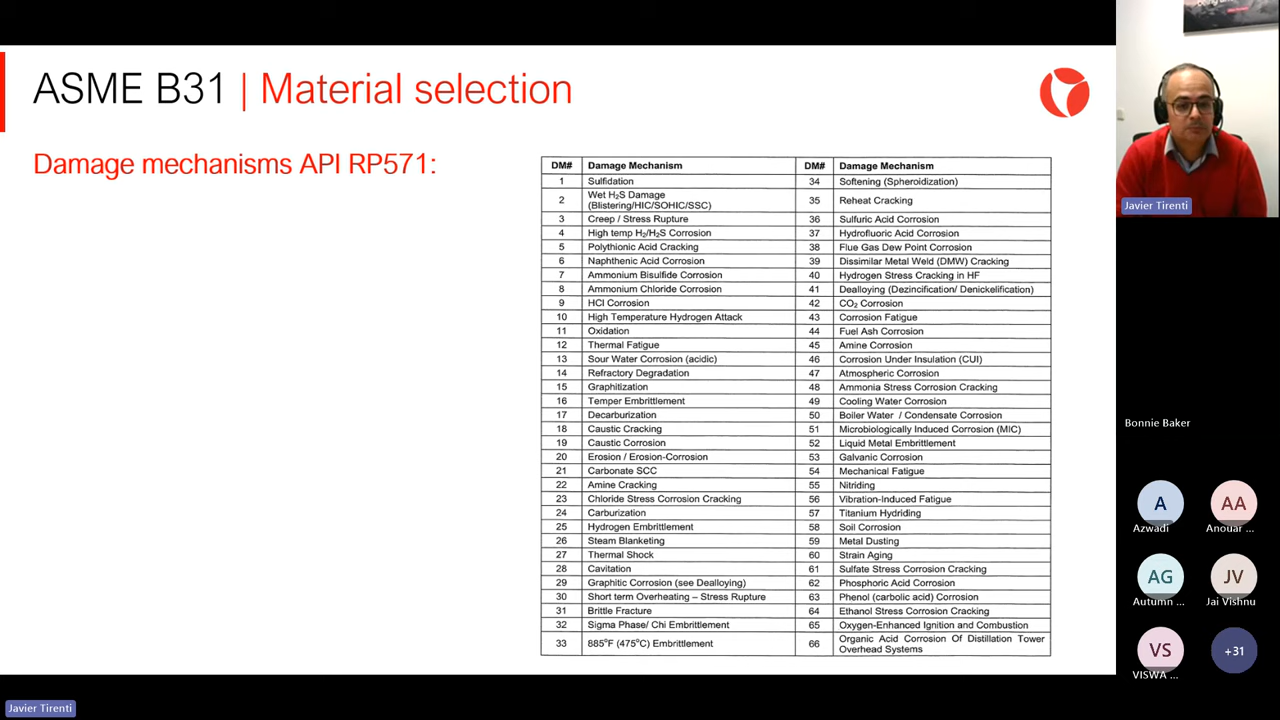 ASME B31 | Material selection
Damage mechanisms API RP571:
DM# Damage Mechanism DM# Damage Mechanism
1 Sulfidation 34 Softening (Spheroidization)
2 Wet H₂S Damage (Blistering/HIC/SOHIC/SSC) 35 Reheat Cracking
3 Creep / Stress Rupture 36 Sulfuric Acid Corrosion
4 High temp H₂/H₂S Corrosion 37 Hydrofluoric Acid Corrosion
5 Polythionic Acid Cracking 38 Flue Gas Dew Point Corrosion
6 Naphthenic Acid Corrosion 39 Dissimilar Metal Weld (DMW) Cracking
7 Ammonium Bisulfide Corrosion 40 Hydrogen Stress Cracking in HF
8 Ammonium Chloride Corrosion 41 Dealloying (Dezincification/ Denickelification)
9 HCl Corrosion 42 CO₂ Corrosion
10 High Temperature Hydrogen Attack 43 Corrosion Fatigue
11 Oxidation 44 Fuel Ash Corrosion
12 Thermal Fatigue 45 Amine Corrosion
13 Sour Water Corrosion (acidic) 46 Corrosion Under Insulation (CUI)
14 Refractory Degradation 47 Atmospheric Corrosion
15 Graphitization 48 Ammonia Stress Corrosion Cracking
16 Temper Embrittlement 49 Cooling Water Corrosion
17 Decarburization 50 Boiler Water / Condensate Corrosion
18 Caustic Cracking 51 Microbiologically Induced Corrosion (MIC)
19 Caustic Corrosion 52 Liquid Metal Embrittlement
20 Erosion / Erosion-Corrosion 53 Galvanic Corrosion
21 Carbonate SCC 54 Mechanical Fatigue
22 Amine Cracking 55 Nitriding
23 Chloride Stress Corrosion Cracking 56 Vibration-Induced Fatigue
24 Carburization 57 Titanium Hydriding
25 Hydrogen Embrittlement 58 Soil Corrosion
26 Steam Blanketing 59 Metal Dusting
27 Thermal Shock 60 Strain Aging
28 Cavitation 61 Sulfate Stress Corrosion Cracking
29 Graphitic Corrosion (see Dealloying) 62 Phosphoric Acid Corrosion
30 Short term Overheating – Stress Rupture 63 Phenol (carbolic acid) Corrosion
31 Brittle Fracture 64 Ethanol Stress Corrosion Cracking
32 Sigma Phase/ Chi Embrittlement 65 Oxygen-Enhanced Ignition and Combustion
33 885°F (475°C) Embrittlement 66 Organic Acid Corrosion Of Distillation Tower Overhead Systems
Javier Tirenti
Bonnie Baker
A AA
Azwadi Anouar ...
AG JV
Autumn ... Jai Vishnu
VS +31
VISWA ...
Javier Tirenti